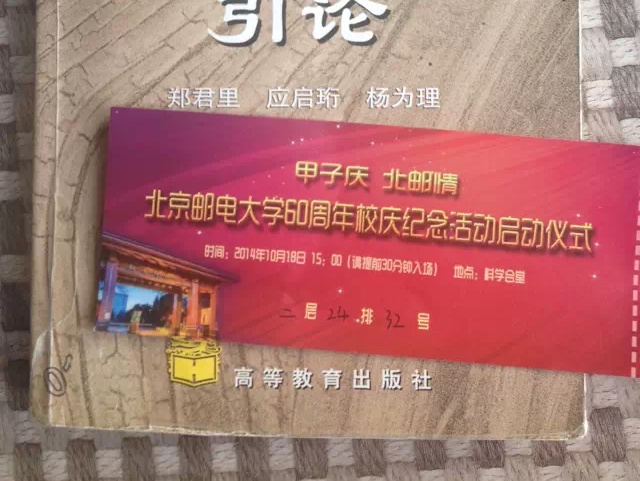 引论
郑君里 应启珩 杨为理
甲子庆 北邮情
北京邮电大学60周年校庆纪念活动启动仪式
时间：2014年10月18日 15：00（请提前30分钟入场） 地点：科学会堂
二层24排32号
高等教育出版社